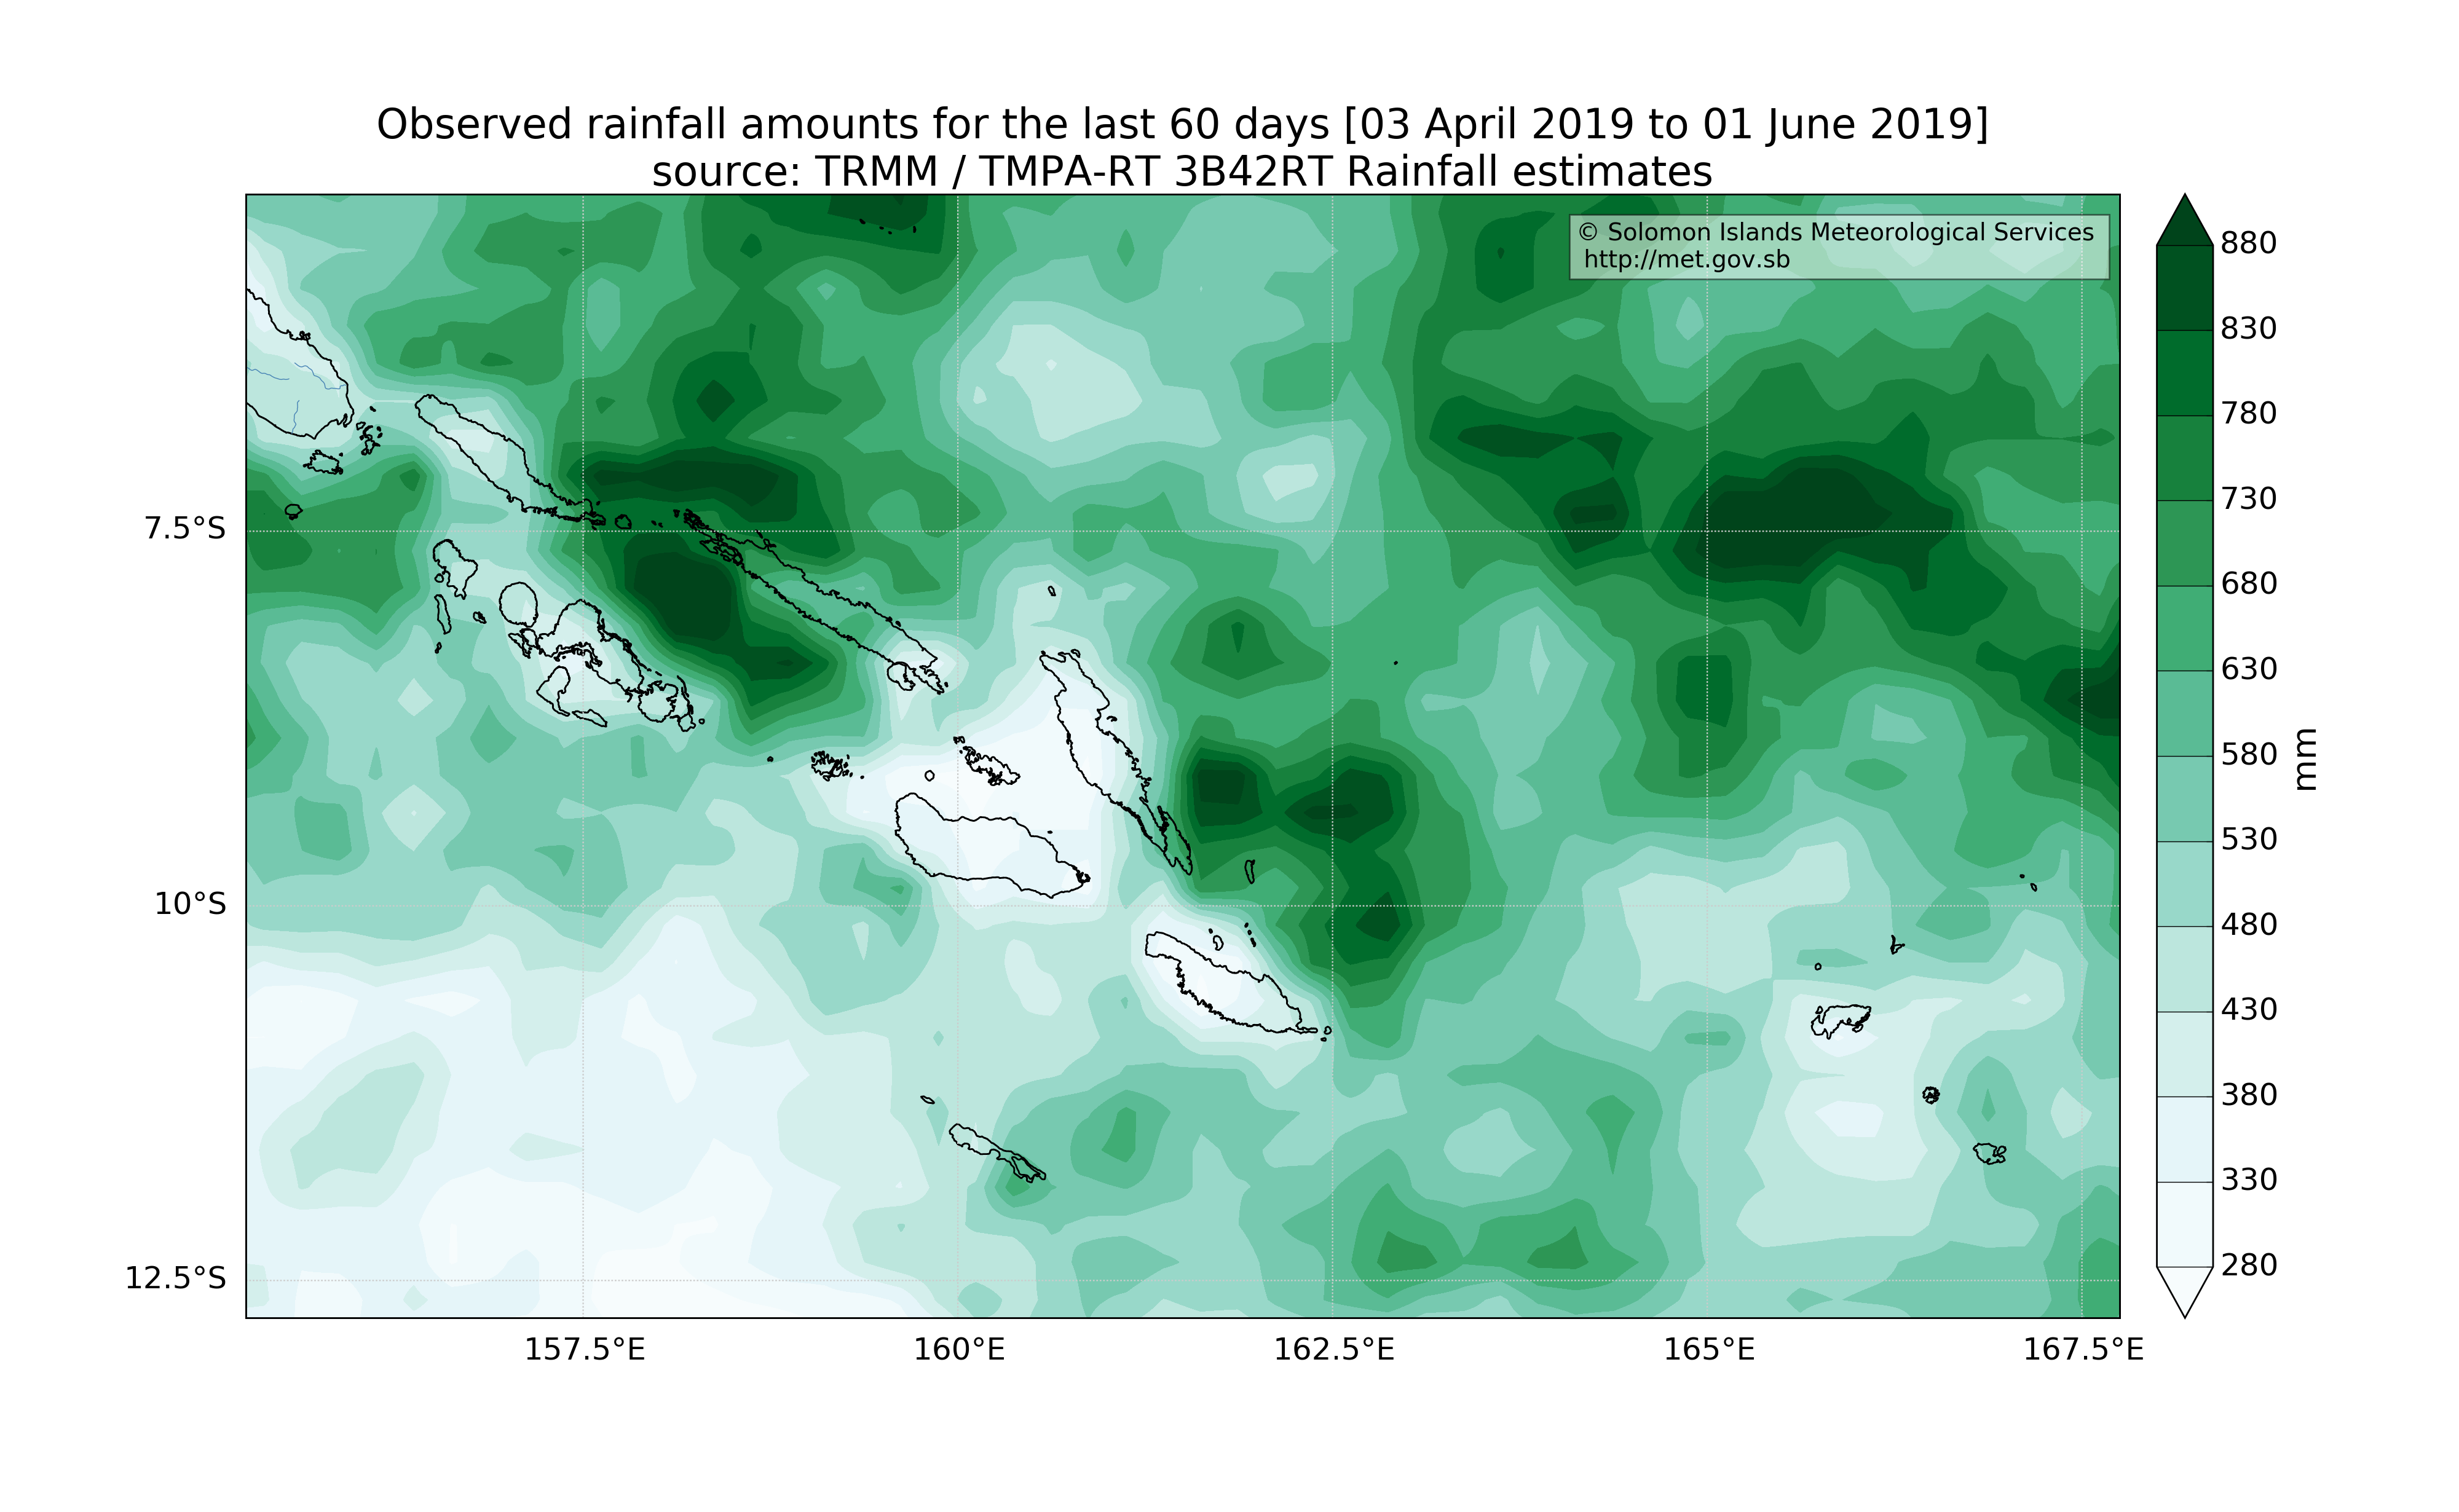 Observed rainfall amounts for the last 60 days [03 April 2019 to 01 June 2019]
source: TRMM / TMPA-RT 3B42RT Rainfall estimates
© Solomon Islands Meteorological Services
http://met.gov.sb
7.5°S
10°S
12.5°S
157.5°E
160°E
162.5°E
165°E
167.5°E
880
830
780
730
680
630
580
530
480
430
380
330
280
mm